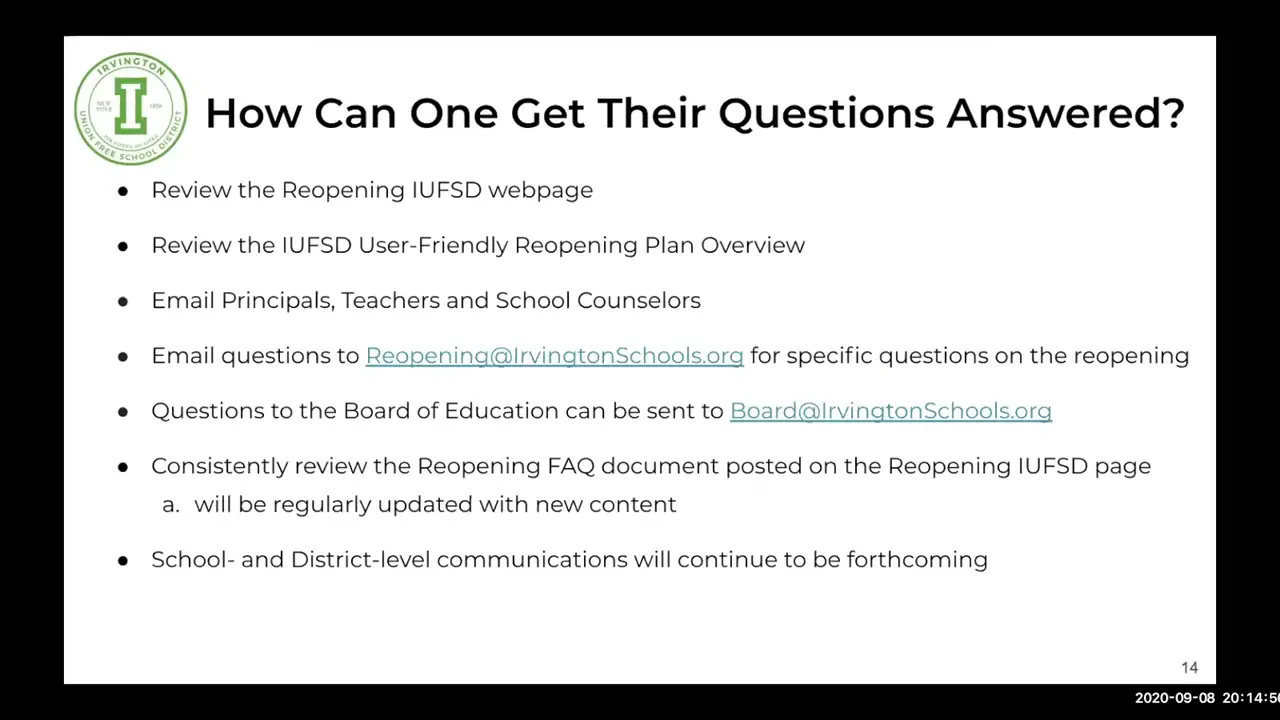 IRVINGTON
NEW YORK
1856
UNION FREE SCHOOL DISTRICT
How Can One Get Their Questions Answered?
● Review the Reopening IUFSD webpage
● Review the IUFSD User-Friendly Reopening Plan Overview
● Email Principals, Teachers and School Counselors
● Email questions to Reopening@IrvingtonSchools.org for specific questions on the reopening
● Questions to the Board of Education can be sent to Board@IrvingtonSchools.org
● Consistently review the Reopening FAQ document posted on the Reopening IUFSD page
a. will be regularly updated with new content
● School- and District-level communications will continue to be forthcoming
14
2020-09-08 20:14:5